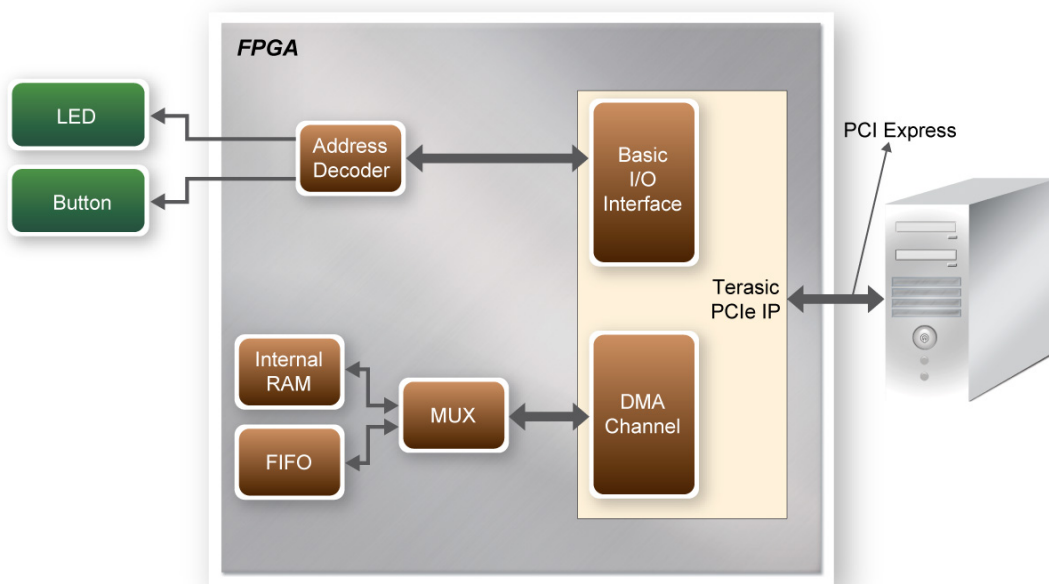 FPGA
LED
Button
Address
Decoder
Basic
I/O
Interface
PCI Express
Terasic
PCIe IP
Internal
RAM
FIFO
MUX
DMA
Channel